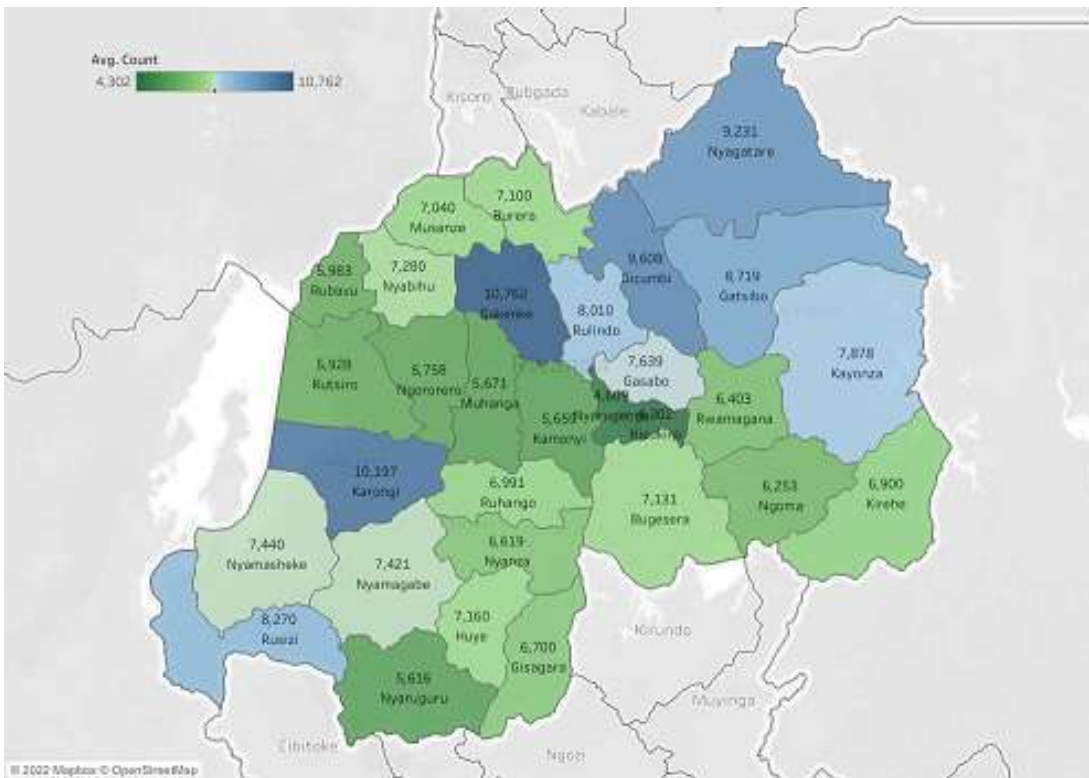 Avg. Count
4,302 10,762
Kisoro
Kabale
9,231
Nyagatare
7,100
Burera
7,040
Musanze
5,983
Rubavu
7,280
Nyabihu
10,762
Gakenke
9,608
Gicumbi
8,719
Gatsibo
8,010
Rulindo
7,878
Kayonza
7,639
Gasabo
5,928
Rutsiro
5,758
Ngororero
5,671
Muhanga
Kamonyi
6,403
Rwamagana
10,197
Karongi
6,991
Ruhango
7,131
Bugesera
6,253
Ngoma
6,900
Kirehe
7,440
Nyamasheke
7,421
Nyamagabe
6,619
Nyanza
8,270
Rusizi
7,160
Huye
6,700
Gisagara
5,616
Nyaruguru
Kirundo
Muyinga
Cibitoke
Ngozi
© 2022 Mapbox © OpenStreetMap